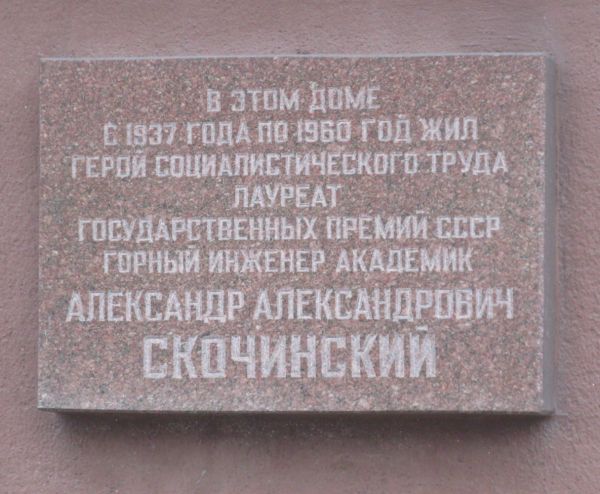 В ЭТОМ ДОМЕ
С 1937 ГОДА ПО 1960 ГОД ЖИЛ
ГЕРОЙ СОЦИАЛИСТИЧЕСКОГО ТРУДА
ЛАУРЕАТ
ГОСУДАРСТВЕННЫХ ПРЕМИЙ СССР
ГОРНЫЙ ИНЖЕНЕР АКАДЕМИК
АЛЕКСАНДР АЛЕКСАНДРОВИЧ
СКОЧИНСКИЙ